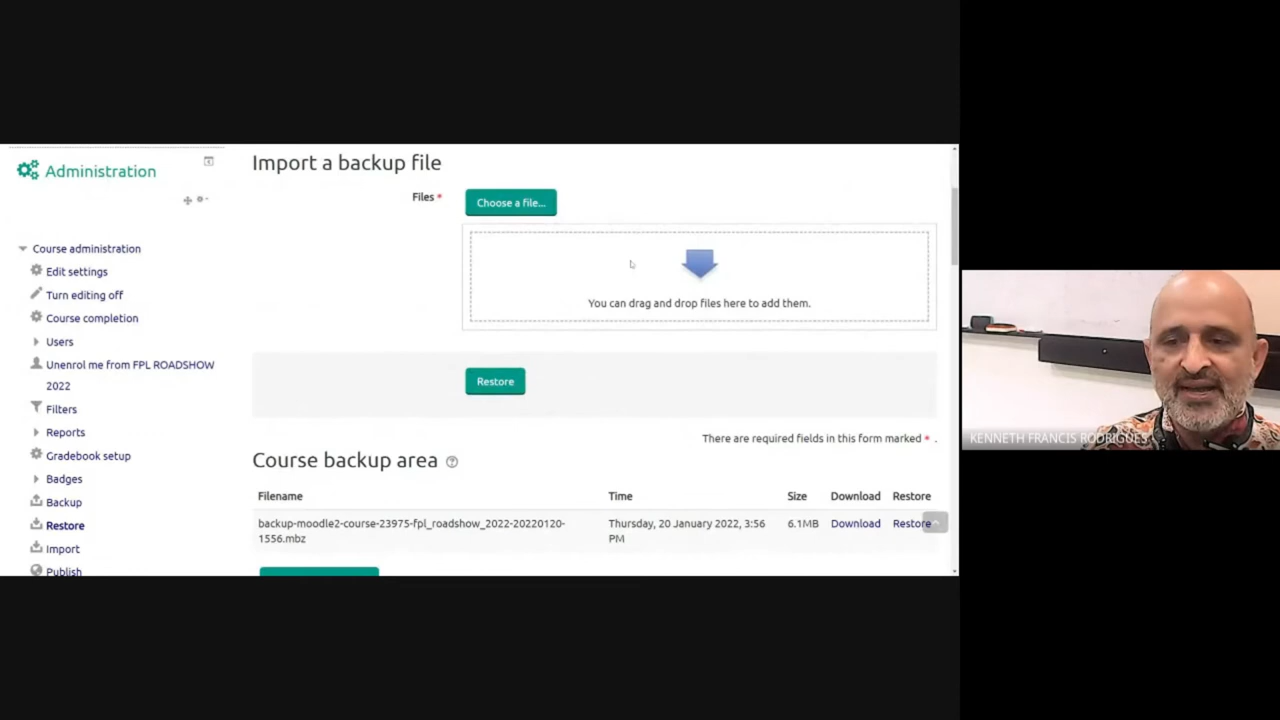 Administration
Course administration
Edit settings
Turn editing off
Course completion
Users
Unenrol me from FPL ROADSHOW
2022
Filters
Reports
Gradebook setup
Badges
Backup
Restore
Import
Publish
Import a backup file
Files *
Choose a file...
You can drag and drop files here to add them.
Restore
There are required fields in this form marked * .
Course backup area
Filename Time Size Download Restore
backup-moodle2-course-23975-fpl_roadshow_2022-20220120- Thursday, 20 January 2022, 3:56 6.1MB Download Restore
1556.mbz PM
KENNETH FRANCIS RODRIGUES